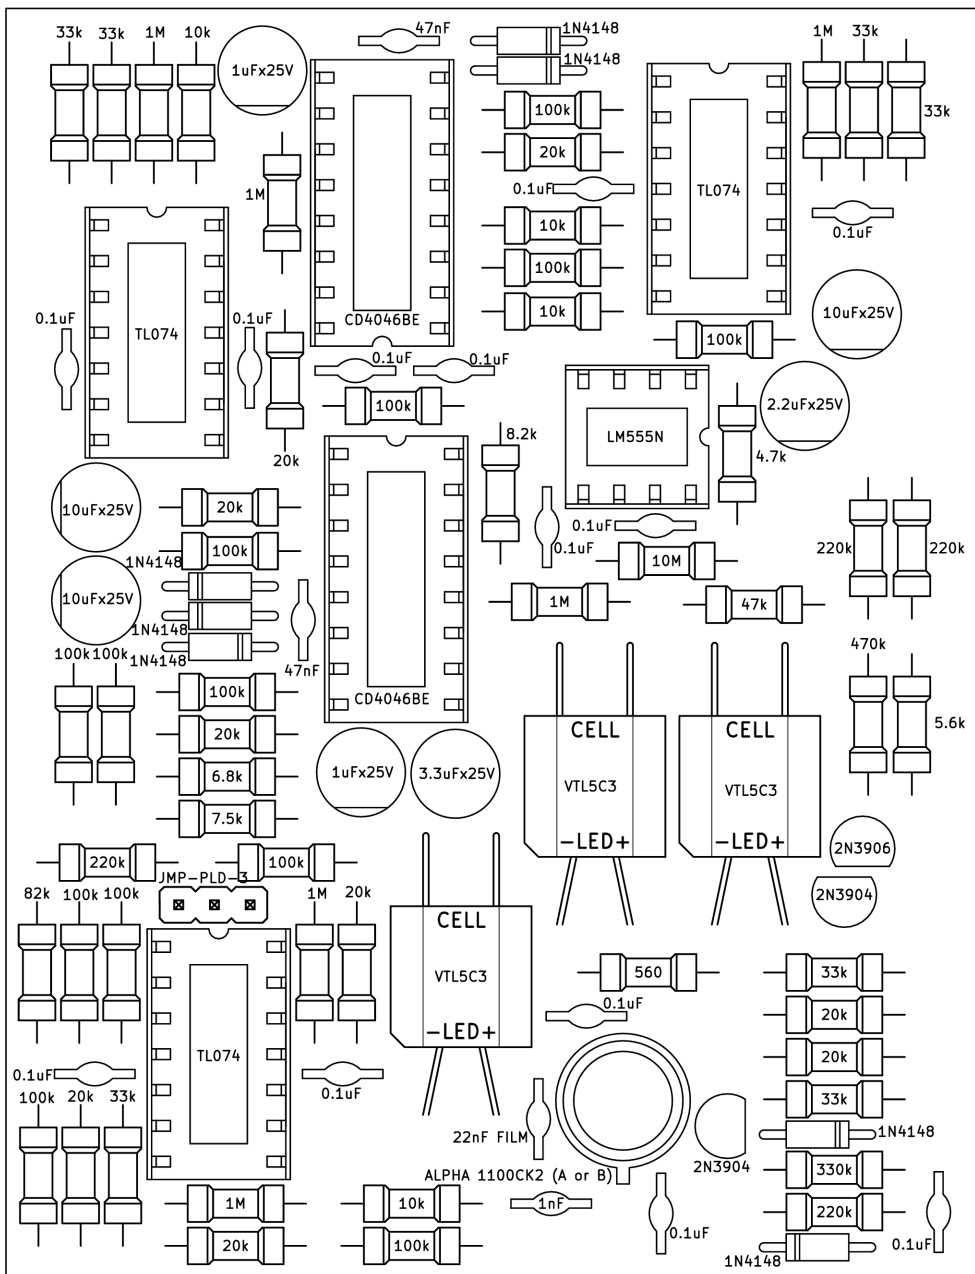 33k
33k
1M
10k
1uFx25V
47nF
1N4148
1N4148
1M
33k
33k
100k
20k
0.1uF
TL074
1M
10k
0.1uF
100k
10k
CD4046BE
TL074
0.1uF
0.1uF
10uFx25V
100k
0.1uF
0.1uF
100k
2.2uFx25V
8.2k
LM555N
4.7k
20k
10uFx25V
20k
0.1uF
0.1uF
220k
220k
100k
1N4148
10M
10uFx25V
1M
47k
1N4148
1N4148
47nF
100k
100k
470k
100k
CD4046BE
20k
CELL
CELL
5.6k
1uFx25V
3.3uFx25V
6.8k
VTL5C3
VTL5C3
7.5k
-LED+
-LED+
2N3906
220k
100k
JMP-PLD-3
82k
100k
100k
1M
20k
2N3904
CELL
VTL5C3
560
33k
0.1uF
20k
-LED+
TL074
20k
0.1uF
0.1uF
100k
20k
33k
33k
22nF FILM
1N4148
2N3904
ALPHA 1100CK2 (A or B)
330k
1M
10k
1nF
220k
0.1uF
0.1uF
20k
100k
1N4148